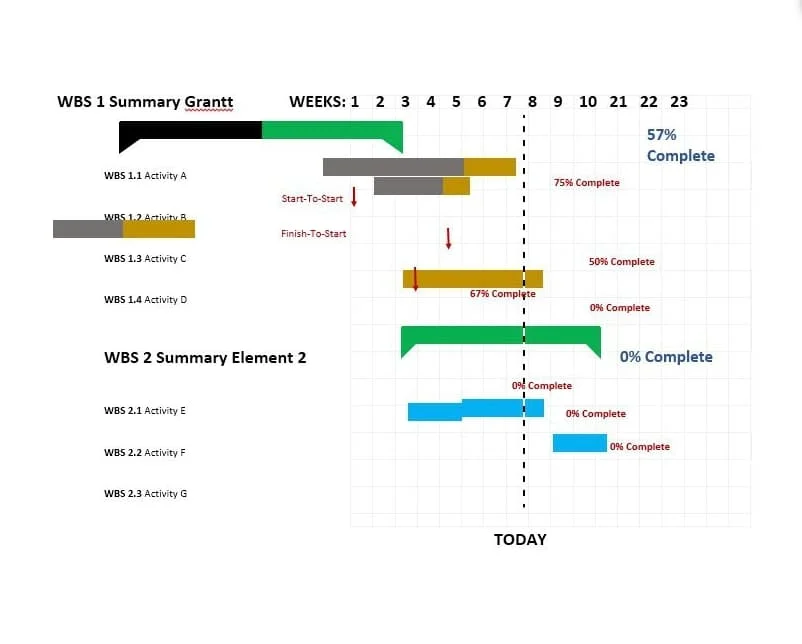 WBS 1 Summary Grantt WEEKS: 1 2 3 4 5 6 7 8 9 10 21 22 23
57%
Complete
WBS 1.1 Activity A
75% Complete
Start-To-Start
WBS 1.2 Activity B
Finish-To-Start
WBS 1.3 Activity C
50% Complete
67% Complete
WBS 1.4 Activity D
0% Complete
WBS 2 Summary Element 2
0% Complete
0% Complete
WBS 2.1 Activity E
0% Complete
WBS 2.2 Activity F
0% Complete
WBS 2.3 Activity G
TODAY